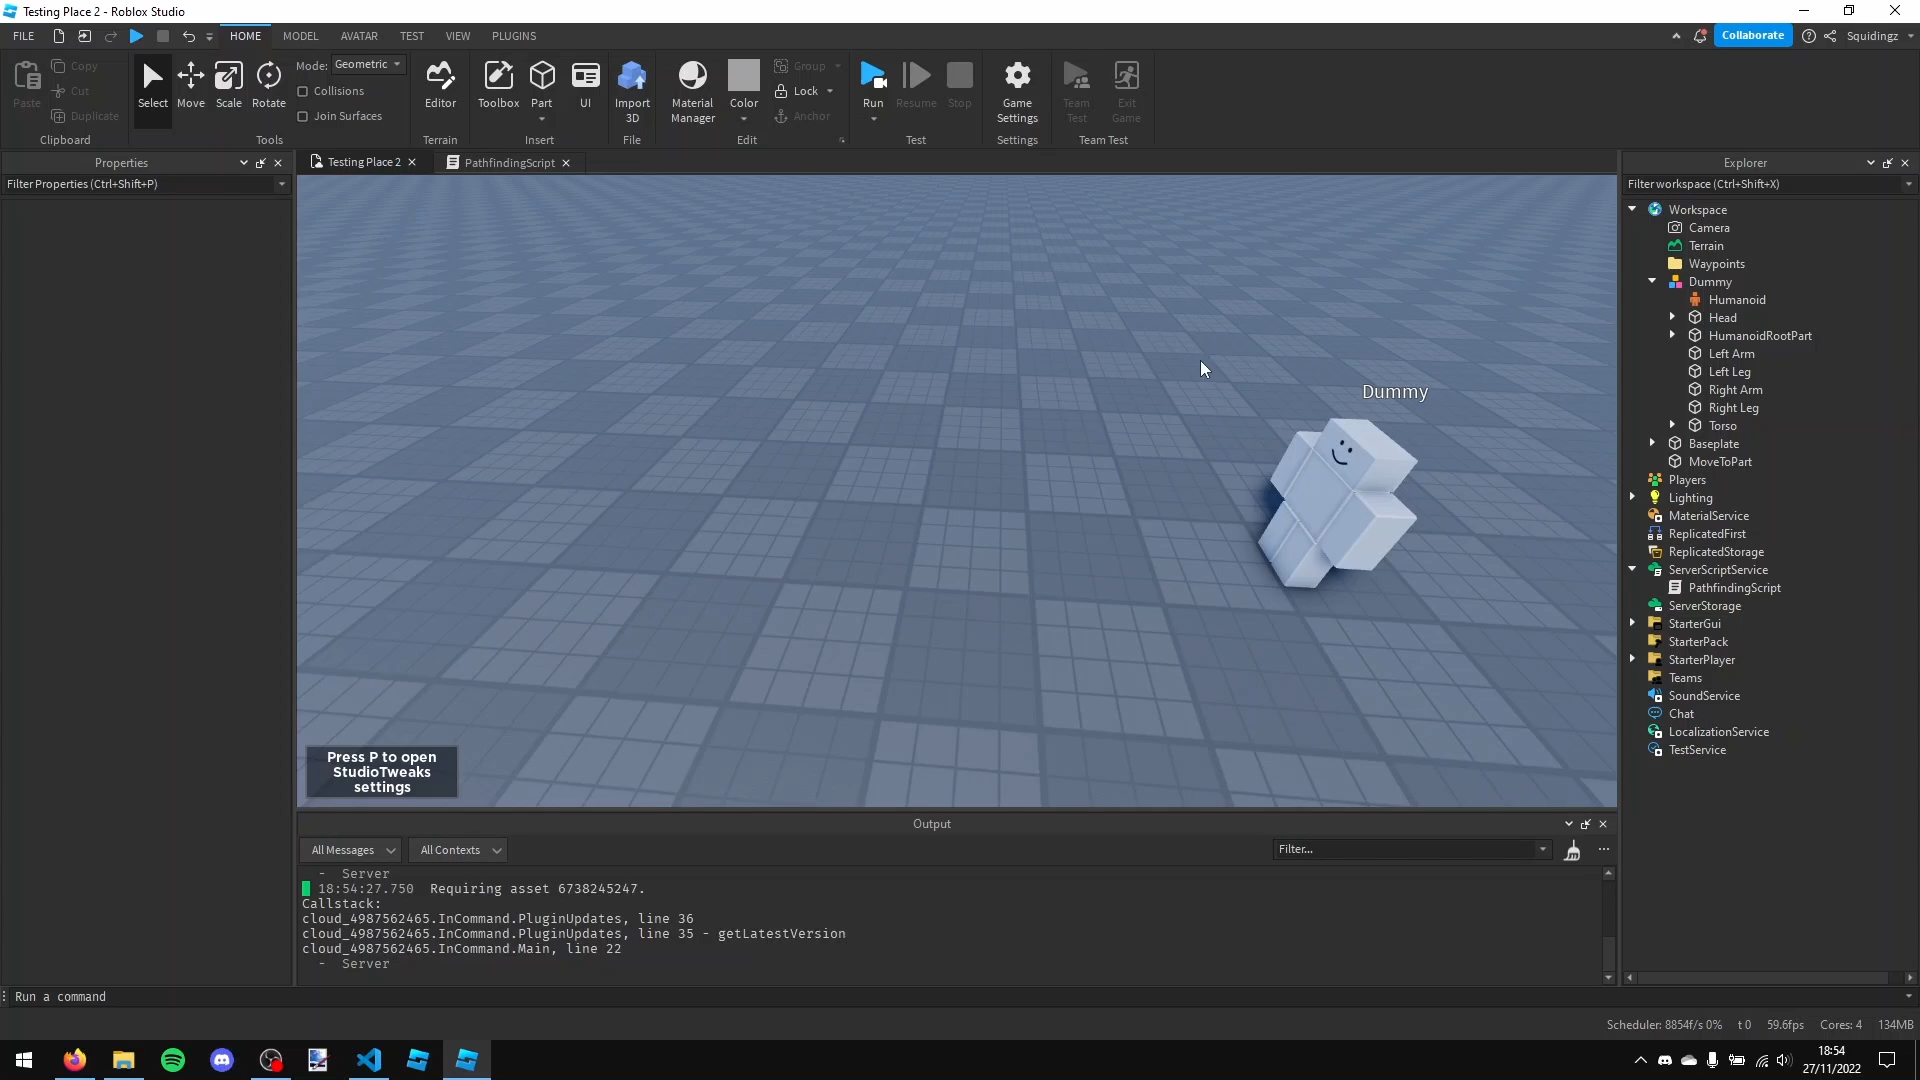 Testing Place 2 - Roblox Studio
FILE
HOME
MODEL
AVATAR
TEST
VIEW
PLUGINS
Collaborate
Squidingz
Paste
Copy
Cut
Duplicate
Clipboard
Select
Move
Scale
Rotate
Mode:
Geometric
Collisions
Join Surfaces
Tools
Editor
Terrain
Toolbox
Part
UI
Insert
Import
3D
File
Material
Manager
Color
Group
Lock
Anchor
Edit
Run
Resume
Stop
Test
Game
Settings
Settings
Team
Test
Exit
Game
Team Test
Properties
Filter Properties (Ctrl+Shift+P)
Testing Place 2
PathfindingScript
Dummy
Press P to open
StudioTweaks
settings
Explorer
Filter workspace (Ctrl+Shift+X)
Workspace
Camera
Terrain
Waypoints
Dummy
Humanoid
Head
HumanoidRootPart
Left Arm
Left Leg
Right Arm
Right Leg
Torso
Baseplate
MoveToPart
Players
Lighting
MaterialService
ReplicatedFirst
ReplicatedStorage
ServerScriptService
PathfindingScript
ServerStorage
StarterGui
StarterPack
StarterPlayer
Teams
SoundService
Chat
LocalizationService
TestService
Output
All Messages
All Contexts
Filter...
- Server
18:54:27.750 Requiring asset 6738245247.
Callstack:
cloud_4987562465.InCommand.PluginUpdates, line 36
cloud_4987562465.InCommand.PluginUpdates, line 35 - getLatestVersion
cloud_4987562465.InCommand.Main, line 22
- Server
Run a command
Scheduler: 8854f/s 0%
t 0
59.6fps
Cores: 4
134MB
18:54
27/11/2022